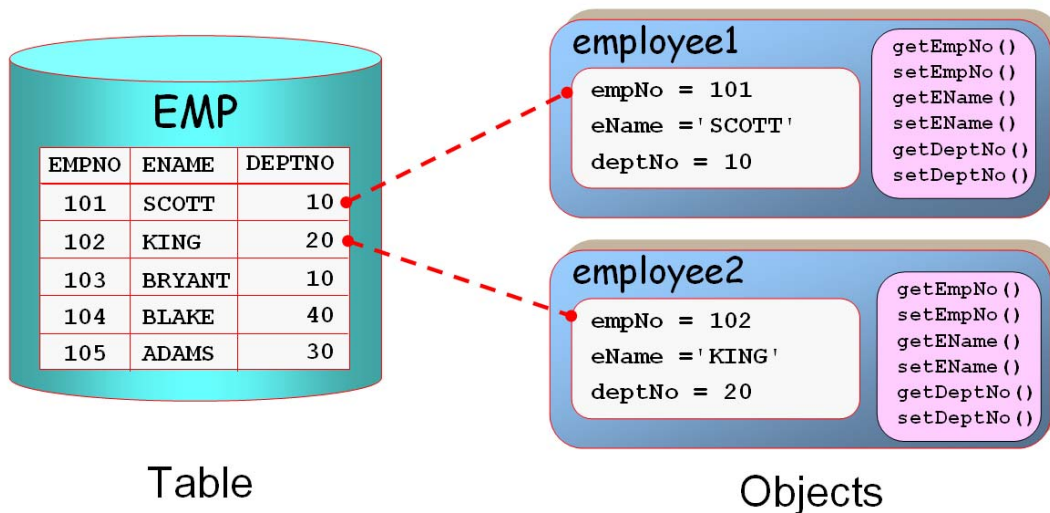 EMP
EMPNO ENAME DEPTNO
101 SCOTT 10
102 KING 20
103 BRYANT 10
104 BLAKE 40
105 ADAMS 30
Table
employee1
empNo = 101
eName ='SCOTT'
deptNo = 10
getEmpNo()
setEmpNo()
getEName()
setEName()
getDeptNo()
setDeptNo()
employee2
empNo = 102
eName ='KING'
deptNo = 20
getEmpNo()
setEmpNo()
getEName()
setEName()
getDeptNo()
setDeptNo()
Objects